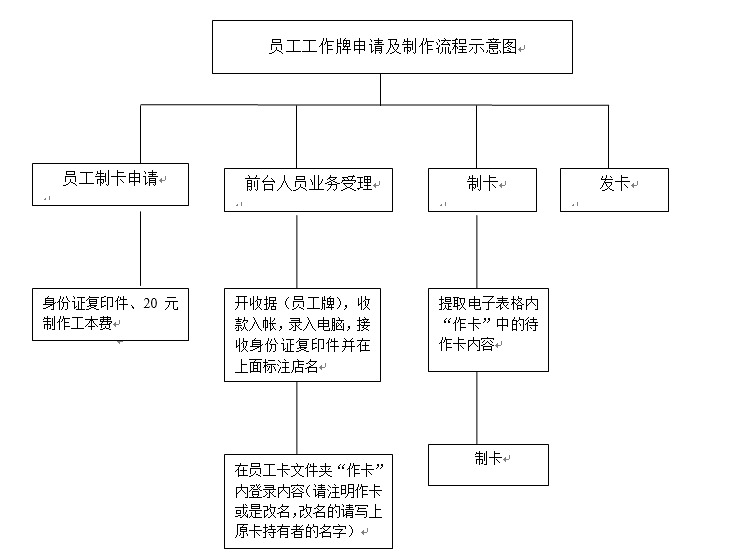 员工工作牌申请及制作流程示意图
员工制卡申请
前台人员业务受理
制卡
发卡
身份证复印件、20 元
制作工本费
开收据（员工牌），收
款入帐，录入电脑，接
收身份证复印件并在
上面标注店名
提取电子表格内
“作卡”中的待
作卡内容
在员工卡文件夹“作卡”
内登录内容（请注明作卡
或是改名，改名的请写上
原卡持有者的名字）
制卡